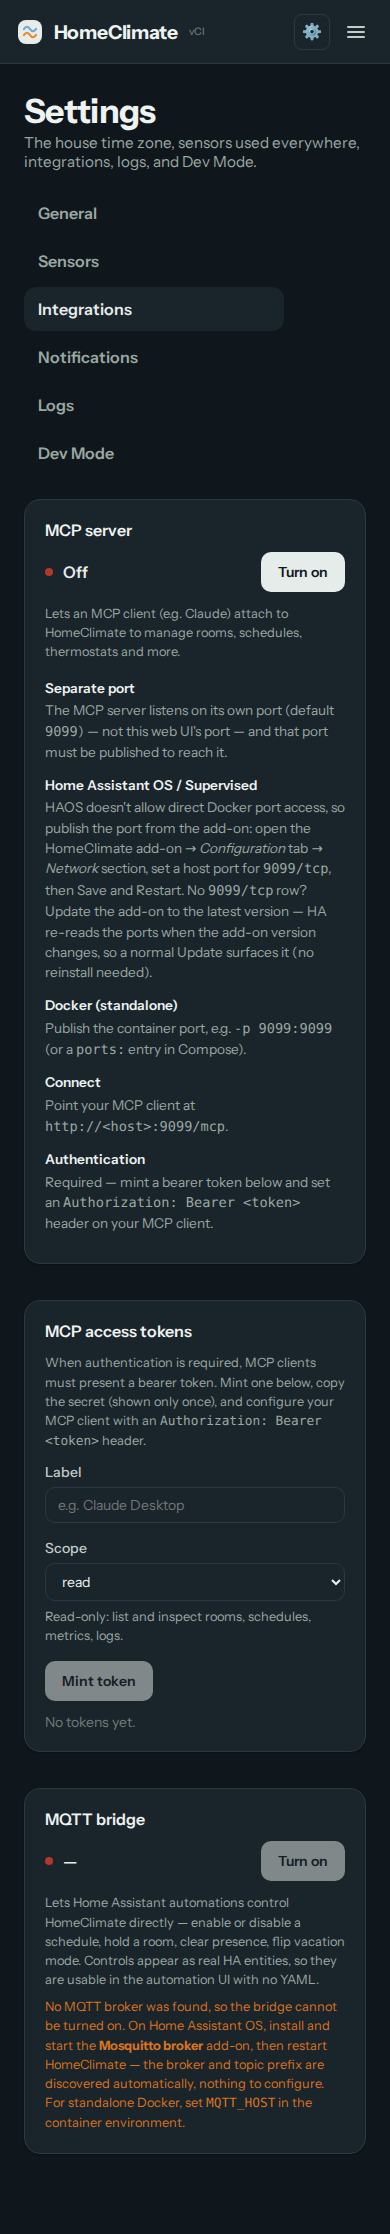 HomeClimate vCI
Settings
The house time zone, sensors used everywhere,
integrations, logs, and Dev Mode.
General
Sensors
Integrations
Notifications
Logs
Dev Mode
MCP server
Off
Turn on
Lets an MCP client (e.g. Claude) attach to
HomeClimate to manage rooms, schedules,
thermostats and more.
Separate port
The MCP server listens on its own port (default
9099) — not this web UI's port — and that port
must be published to reach it.
Home Assistant OS / Supervised
HAOS doesn't allow direct Docker port access, so
publish the port from the add-on: open the
HomeClimate add-on → Configuration tab →
Network section, set a host port for 9099/tcp,
then Save and Restart. No 9099/tcp row?
Update the add-on to the latest version — HA
re-reads the ports when the add-on version
changes, so a normal Update surfaces it (no
reinstall needed).
Docker (standalone)
Publish the container port, e.g. -p 9099:9099
(or a ports: entry in Compose).
Connect
Point your MCP client at
http://<host>:9099/mcp.
Authentication
Required — mint a bearer token below and set
an Authorization: Bearer <token>
header on your MCP client.
MCP access tokens
When authentication is required, MCP clients
must present a bearer token. Mint one below, copy
the secret (shown only once), and configure your
MCP client with an Authorization: Bearer
<token> header.
Label
e.g. Claude Desktop
Scope
read
Read-only: list and inspect rooms, schedules,
metrics, logs.
Mint token
No tokens yet.
MQTT bridge
—
Turn on
Lets Home Assistant automations control
HomeClimate directly — enable or disable a
schedule, hold a room, clear presence, flip vacation
mode. Controls appear as real HA entities, so they
are usable in the automation UI with no YAML.
No MQTT broker was found, so the bridge cannot
be turned on. On Home Assistant OS, install and
start the Mosquitto broker add-on, then restart
HomeClimate — the broker and topic prefix are
discovered automatically, nothing to configure.
For standalone Docker, set MQTT_HOST in the
container environment.